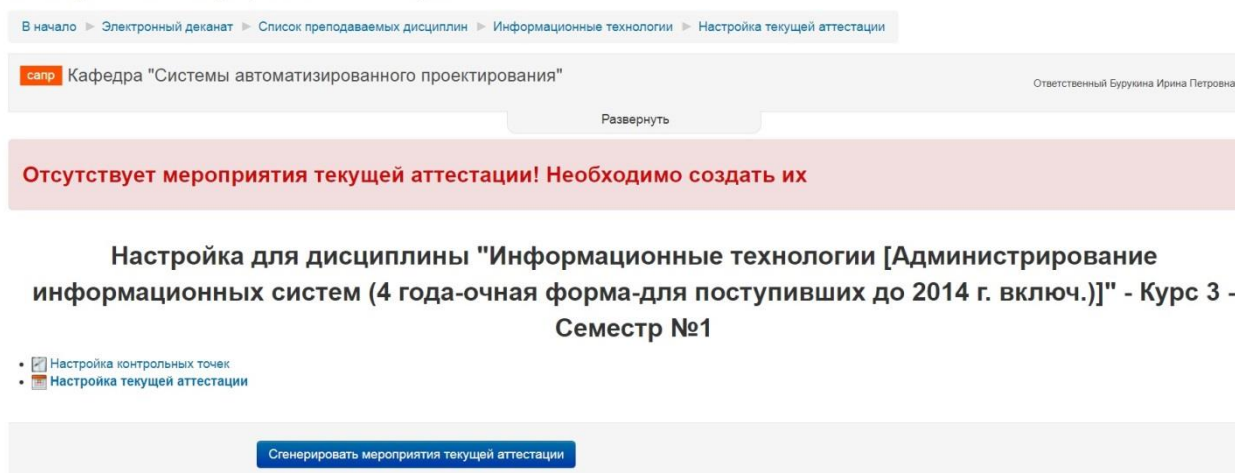 В начало ▶ Электронный деканат ▶ Список преподаваемых дисциплин ▶ Информационные технологии ▶ Настройка текущей аттестации
сапр Кафедра "Системы автоматизированного проектирования"
Ответственный Бурукина Ирина Петровна
Развернуть
Отсутствует мероприятия текущей аттестации! Необходимо создать их
Настройка для дисциплины "Информационные технологии [Администрирование
информационных систем (4 года-очная форма-для поступивших до 2014 г. включ.)]" - Курс 3 -
Семестр №1
• Настройка контрольных точек
• Настройка текущей аттестации
Сгенерировать мероприятия текущей аттестации